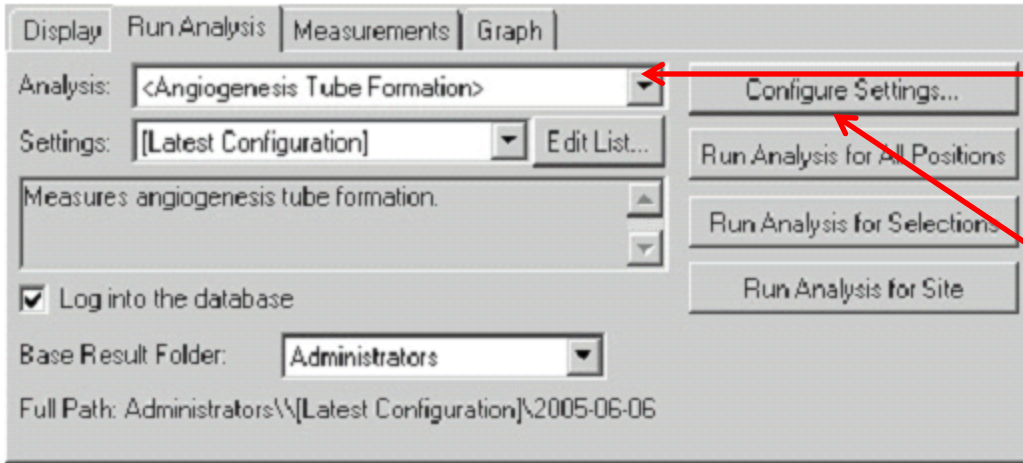 Display Run Analysis Measurements Graph
Analysis: <Angiogenesis Tube Formation>
Configure Settings...
Settings: [Latest Configuration] Edit List...
Run Analysis for All Positions
Measures angiogenesis tube formation.
Run Analysis for Selections
Log into the database
Run Analysis for Site
Base Result Folder: Administrators
Full Path: Administrators\\[Latest Configuration]\2005-06-06